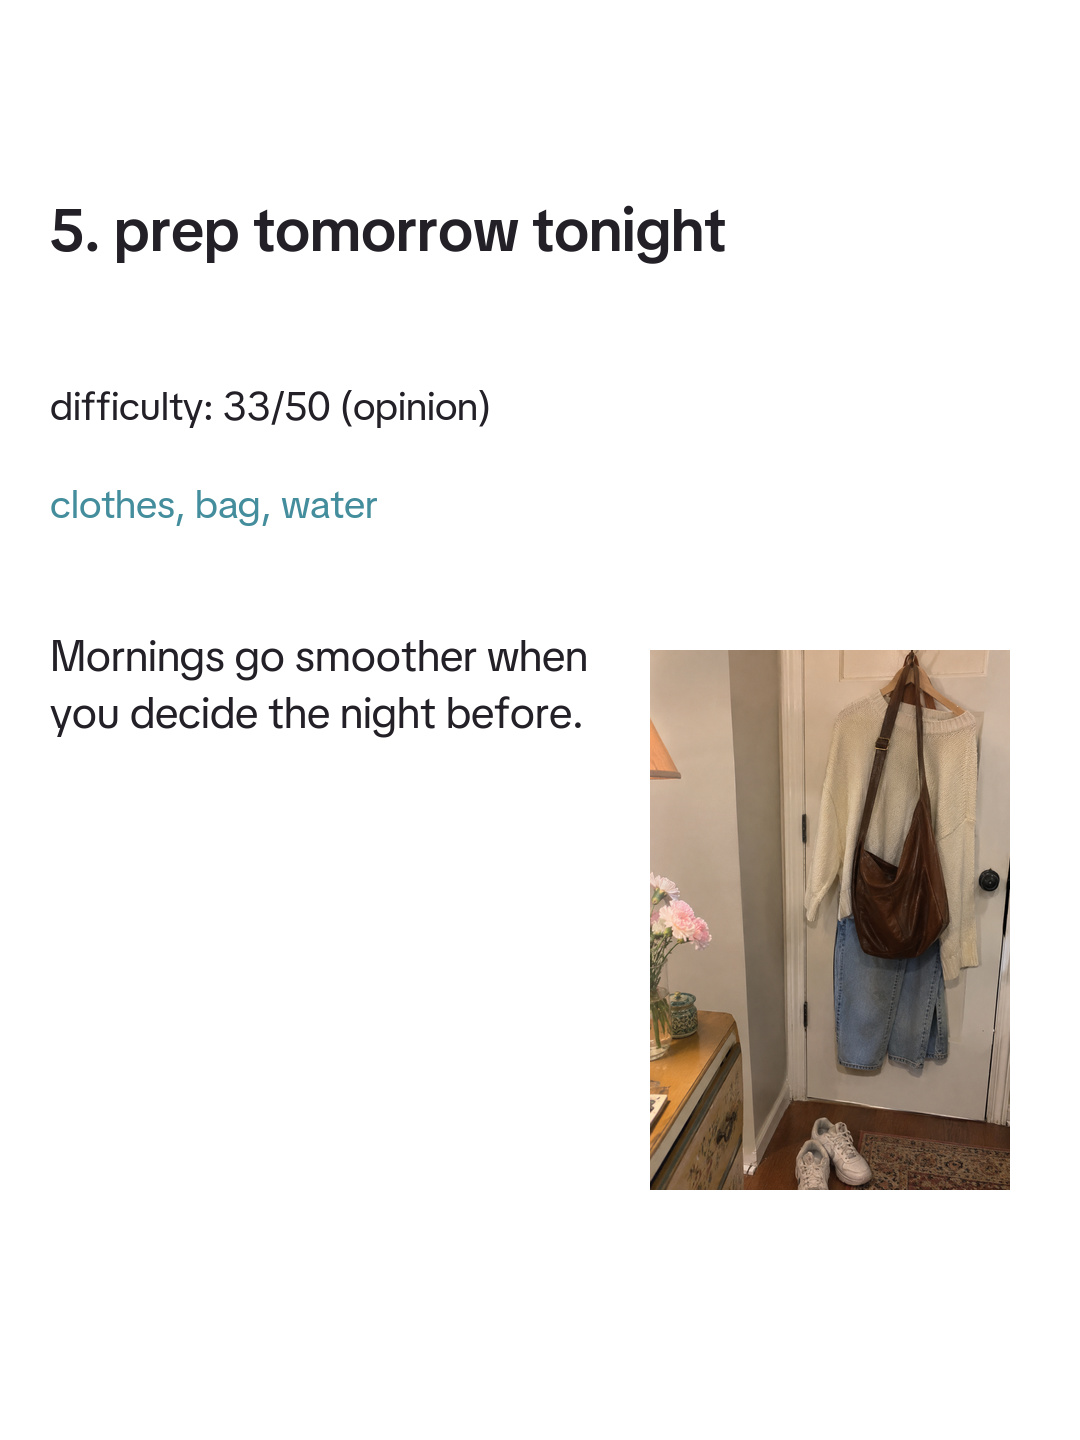 5. prep tomorrow tonight
difficulty: 33/50 (opinion)
clothes, bag, water
Mornings go smoother when
you decide the night before.